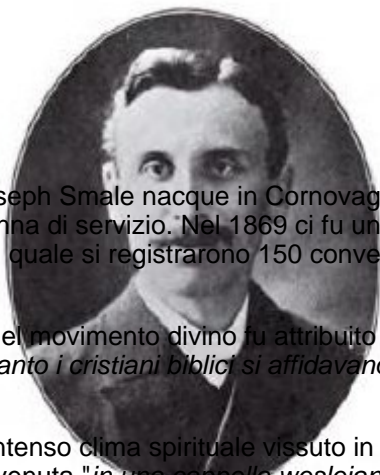 seph Smale nacque in Cornovag
nna di servizio. Nel 1869 ci fu un
quale si registrarono 150 conve
el movimento divino fu attribuito
anto i cristiani biblici si affidavano
ntenso clima spirituale vissuto in
venuta "in una cappella wesleian